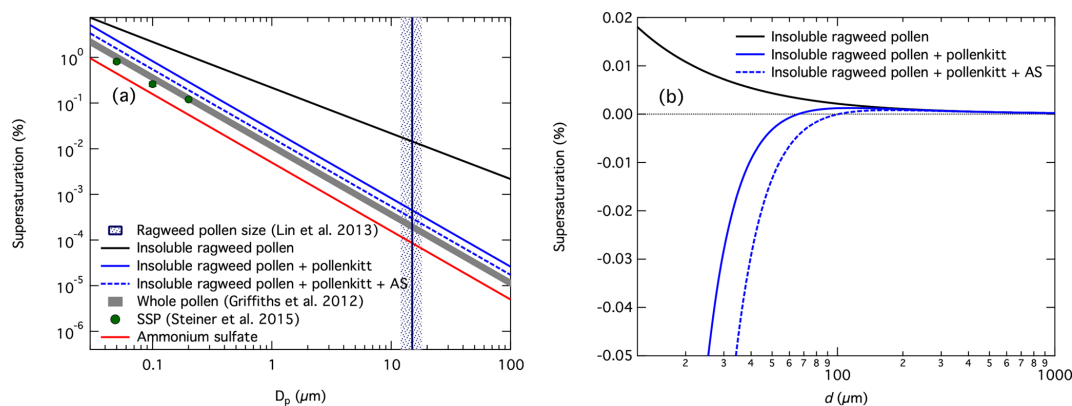 (a)
Supersaturation (%)
10^0
10^-1
10^-2
10^-3
10^-4
10^-5
10^-6
Ragweed pollen size (Lin et al. 2013)
Insoluble ragweed pollen
Insoluble ragweed pollen + pollenkitt
Insoluble ragweed pollen + pollenkitt + AS
Whole pollen (Griffiths et al. 2012)
SSP (Steiner et al. 2015)
Ammonium sulfate
0.1 1 10 100
D_p (μm)
(b)
Supersaturation (%)
0.02
0.01
0.00
-0.01
-0.02
-0.03
-0.04
-0.05
Insoluble ragweed pollen
Insoluble ragweed pollen + pollenkitt
Insoluble ragweed pollen + pollenkitt + AS
2 3 4 5 6 7 8 9 100 2 3 4 5 6 7 8 9 1000
d (μm)